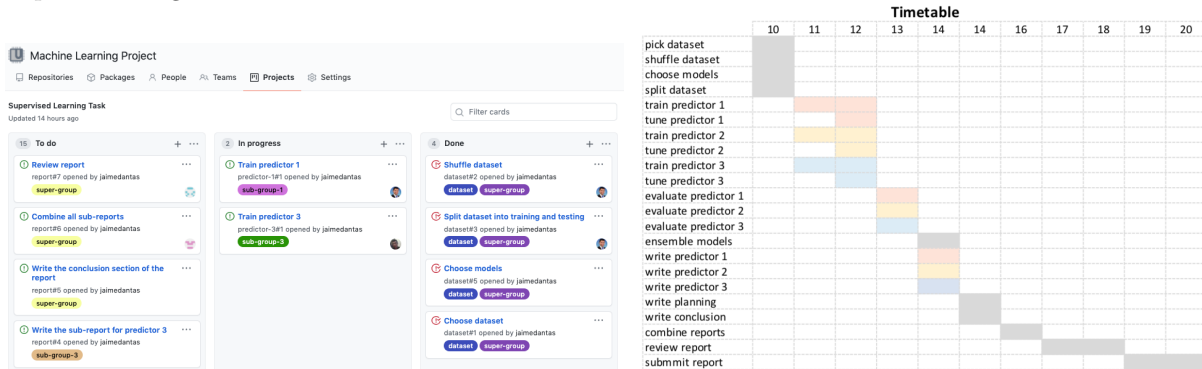 Machine Learning Project
Repositories Packages People Teams Projects Settings
Supervised Learning Task
Updated 14 hours ago
Filter cards
15 To do + ...
Review report ...
report#7 opened by jaimedantas
super-group
Combine all sub-reports ...
report#6 opened by jaimedantas
super-group
Write the conclusion section of the ...
report
report#5 opened by jaimedantas
super-group
Write the sub-report for predictor 3 ...
report#4 opened by jaimedantas
sub-group-3
2 In progress + ...
Train predictor 1 ...
predictor-1#1 opened by jaimedantas
sub-group-1
Train predictor 3 ...
predictor-3#1 opened by jaimedantas
sub-group-3
4 Done + ...
Shuffle dataset ...
dataset#2 opened by jaimedantas
dataset super-group
Split dataset into training and testing ...
dataset#3 opened by jaimedantas
dataset super-group
Choose models ...
dataset#5 opened by jaimedantas
dataset super-group
Choose dataset ...
dataset#1 opened by jaimedantas
dataset super-group
Timetable
10 11 12 13 14 14 16 17 18 19 20
pick dataset
shuffle dataset
choose models
split dataset
train predictor 1
tune predictor 1
train predictor 2
tune predictor 2
train predictor 3
tune predictor 3
evaluate predictor 1
evaluate predictor 2
evaluate predictor 3
ensemble models
write predictor 1
write predictor 2
write predictor 3
write planning
write conclusion
combine reports
review report
submmit report